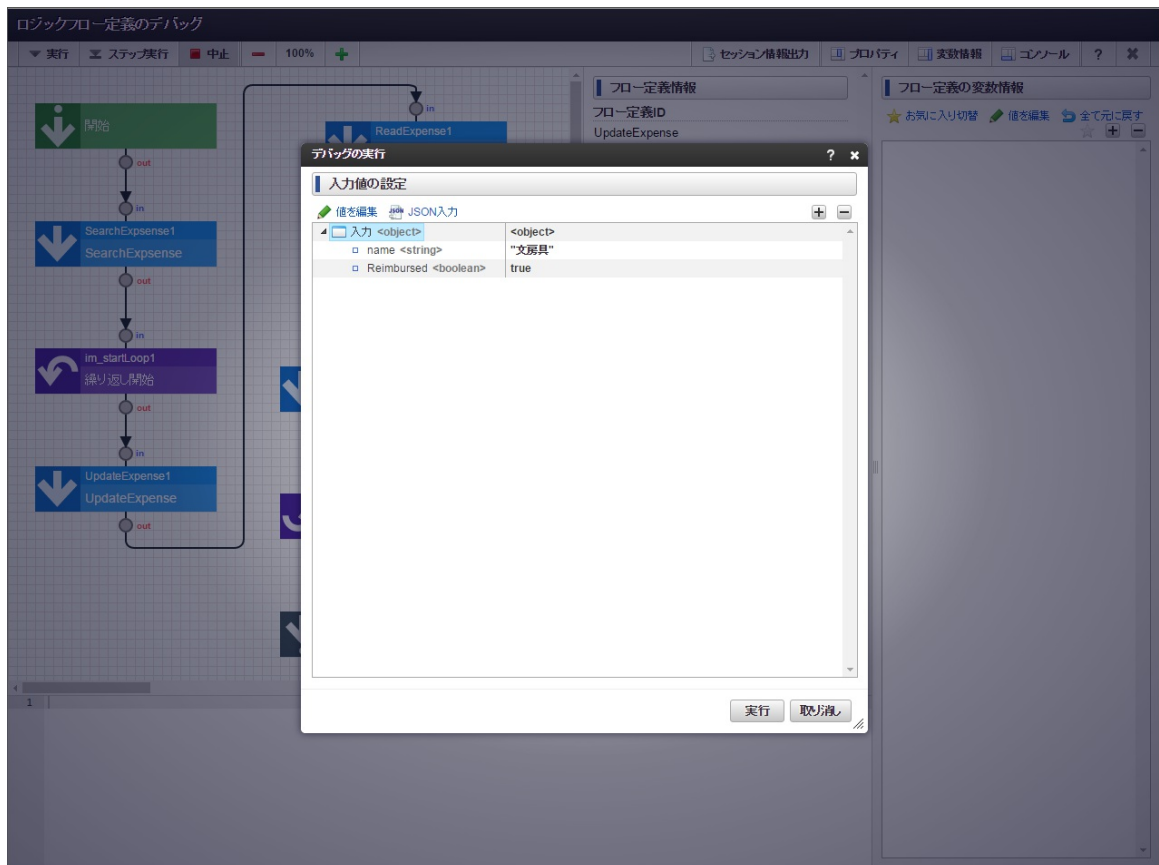 ロジックフロー定義のデバッグ
実行 ステップ実行 中止 100% セッション情報出力 プロパティ 変数情報 コンソール ?
開始
out
in
SearchExpsense1
SearchExpsense
out
in
im_startLoop1
繰り返し開始
out
in
UpdateExpense1
UpdateExpense
out
in
ReadExpense1
フロー定義情報
フロー定義ID
UpdateExpense
フロー定義の変数情報
お気に入り切替 値を編集 全て元に戻す
デバッグの実行 ?
入力値の設定
値を編集 JSON JSON入力
入力 <object> <object>
name <string> "文房具"
Reimbursed <boolean> true
実行 取り消し
1